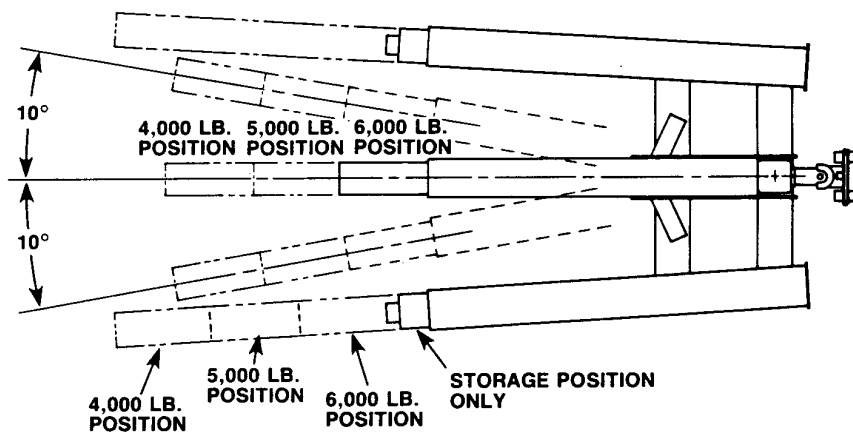 10°
4,000 LB.
POSITION
5,000 LB.
POSITION
6,000 LB.
POSITION
10°
4,000 LB.
POSITION
5,000 LB.
POSITION
6,000 LB.
POSITION
STORAGE POSITION
ONLY